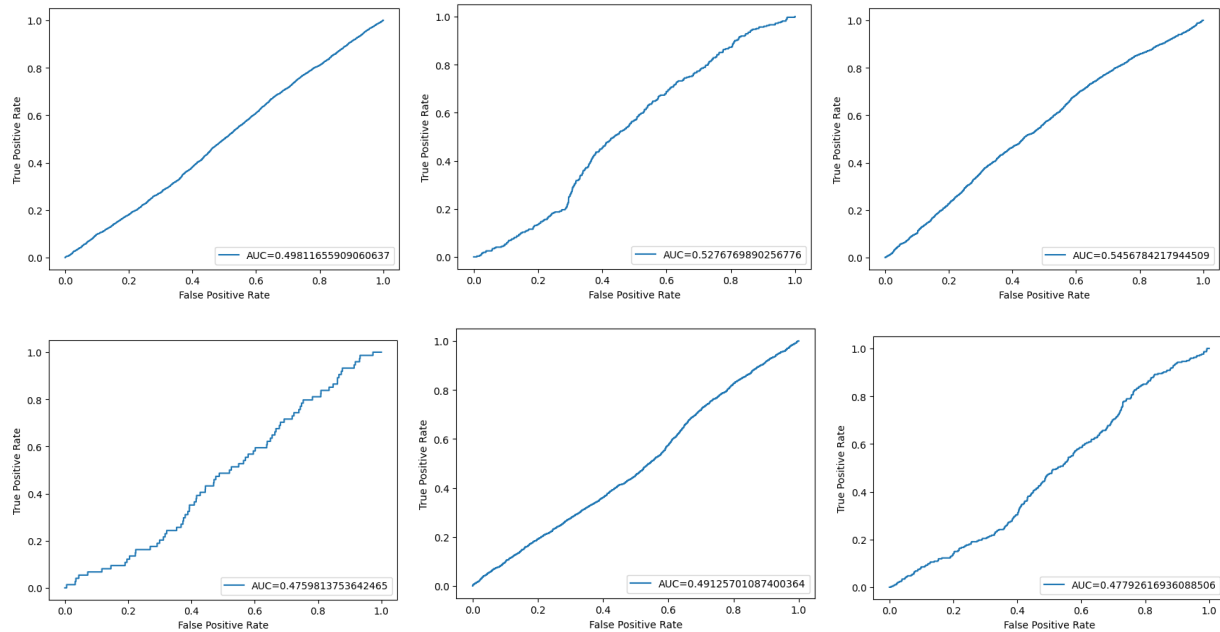 1.0
0.8
0.6
0.4
0.2
0.0
True Positive Rate
AUC=0.49811655909060637
0.0 0.2 0.4 0.6 0.8 1.0
False Positive Rate
1.0
0.8
0.6
0.4
0.2
0.0
True Positive Rate
AUC=0.5276769890256776
0.0 0.2 0.4 0.6 0.8 1.0
False Positive Rate
1.0
0.8
0.6
0.4
0.2
0.0
True Positive Rate
AUC=0.5456784217944509
0.0 0.2 0.4 0.6 0.8 1.0
False Positive Rate
1.0
0.8
0.6
0.4
0.2
0.0
True Positive Rate
AUC=0.4759813753642465
0.0 0.2 0.4 0.6 0.8 1.0
False Positive Rate
1.0
0.8
0.6
0.4
0.2
0.0
True Positive Rate
AUC=0.49125701087400364
0.0 0.2 0.4 0.6 0.8 1.0
False Positive Rate
1.0
0.8
0.6
0.4
0.2
0.0
True Positive Rate
AUC=0.47792616936088506
0.0 0.2 0.4 0.6 0.8 1.0
False Positive Rate